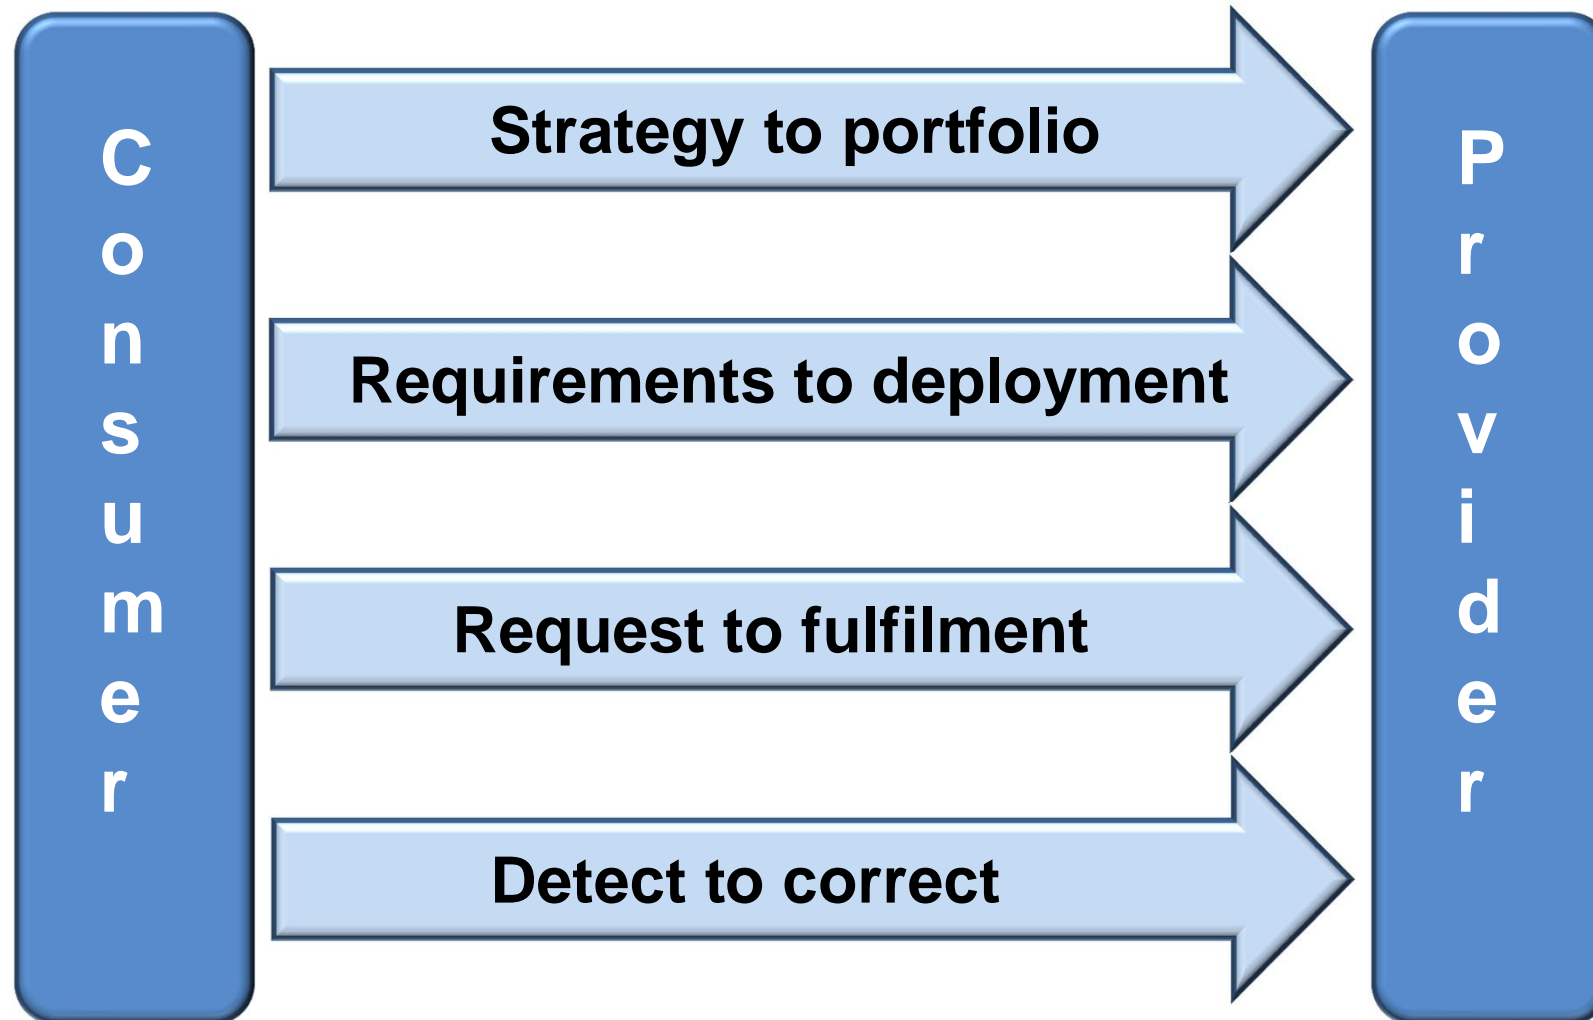 Consumer
Strategy to portfolio
Requirements to deployment
Request to fulfilment
Detect to correct
Provider